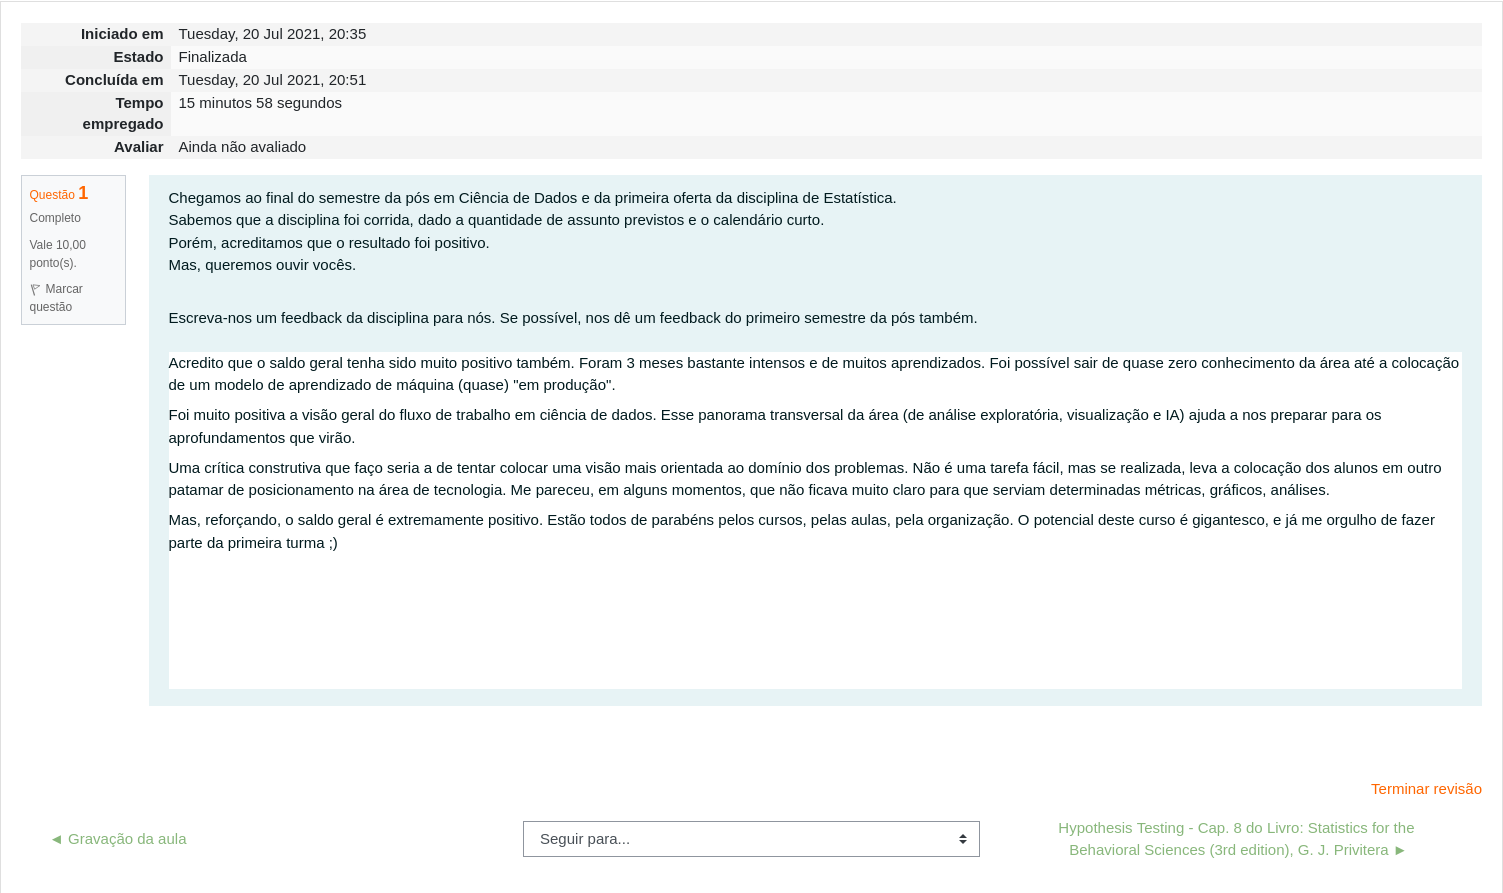 Iniciado em Tuesday, 20 Jul 2021, 20:35
Estado Finalizada
Concluída em Tuesday, 20 Jul 2021, 20:51
Tempo 15 minutos 58 segundos
empregado
Avaliar Ainda não avaliado
Questão 1
Completo
Vale 10,00
ponto(s).
Marcar
questão
Chegamos ao final do semestre da pós em Ciência de Dados e da primeira oferta da disciplina de Estatística.
Sabemos que a disciplina foi corrida, dado a quantidade de assunto previstos e o calendário curto.
Porém, acreditamos que o resultado foi positivo.
Mas, queremos ouvir vocês.
Escreva-nos um feedback da disciplina para nós. Se possível, nos dê um feedback do primeiro semestre da pós também.
Acredito que o saldo geral tenha sido muito positivo também. Foram 3 meses bastante intensos e de muitos aprendizados. Foi possível sair de quase zero conhecimento da área até a colocação
de um modelo de aprendizado de máquina (quase) "em produção".
Foi muito positiva a visão geral do fluxo de trabalho em ciência de dados. Esse panorama transversal da área (de análise exploratória, visualização e IA) ajuda a nos preparar para os
aprofundamentos que virão.
Uma crítica construtiva que faço seria a de tentar colocar uma visão mais orientada ao domínio dos problemas. Não é uma tarefa fácil, mas se realizada, leva a colocação dos alunos em outro
patamar de posicionamento na área de tecnologia. Me pareceu, em alguns momentos, que não ficava muito claro para que serviam determinadas métricas, gráficos, análises.
Mas, reforçando, o saldo geral é extremamente positivo. Estão todos de parabéns pelos cursos, pelas aulas, pela organização. O potencial deste curso é gigantesco, e já me orgulho de fazer
parte da primeira turma ;)
Terminar revisão
◄ Gravação da aula
Seguir para...
Hypothesis Testing - Cap. 8 do Livro: Statistics for the
Behavioral Sciences (3rd edition), G. J. Privitera ►